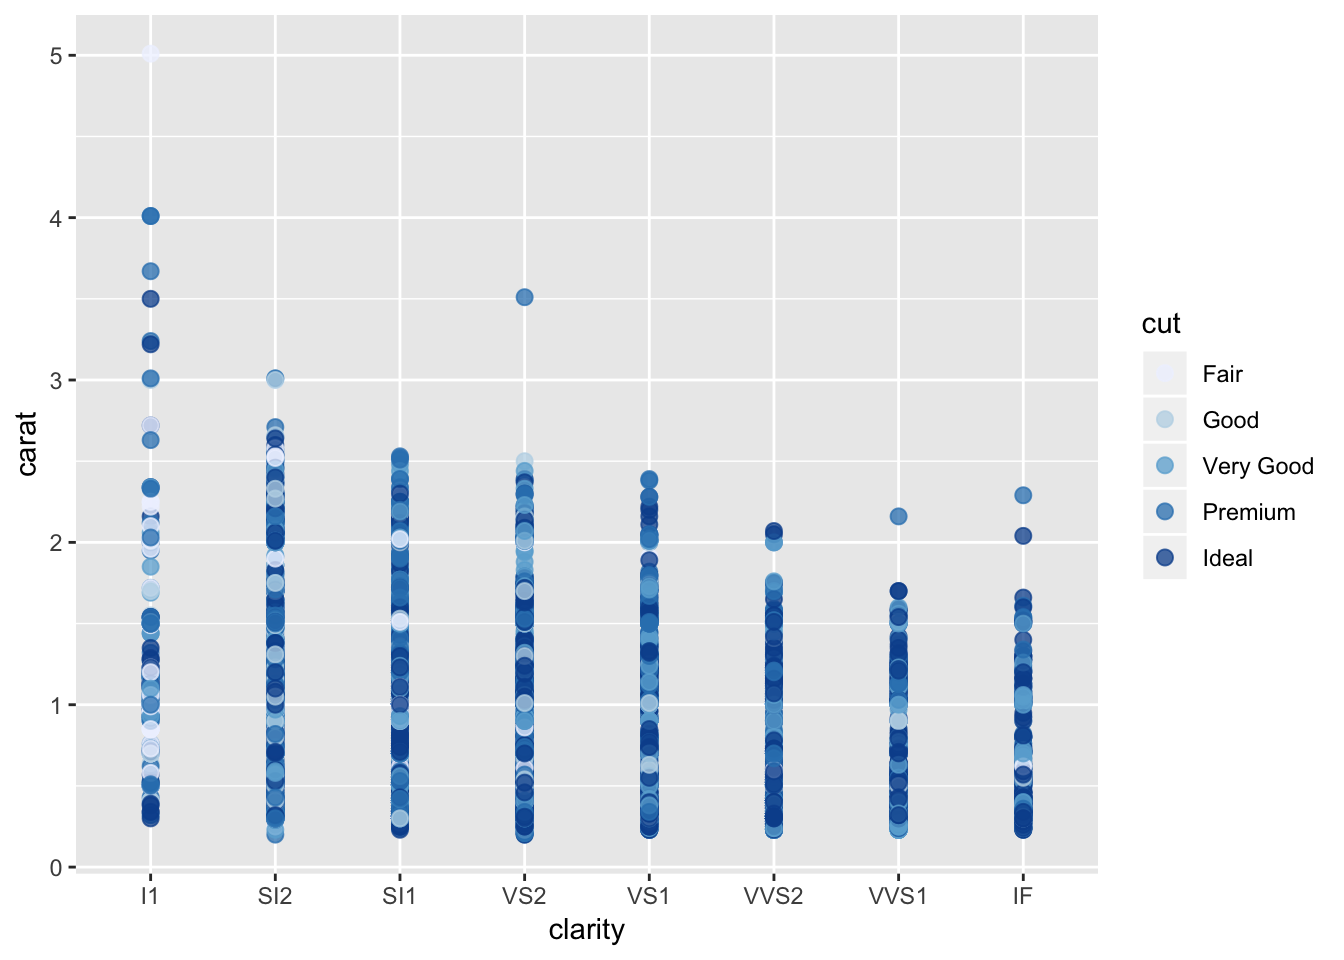 5
4
3
2
1
0
carat
I1 SI2 SI1 VS2 VS1 VVS2 VVS1 IF
clarity
cut
Fair
Good
Very Good
Premium
Ideal